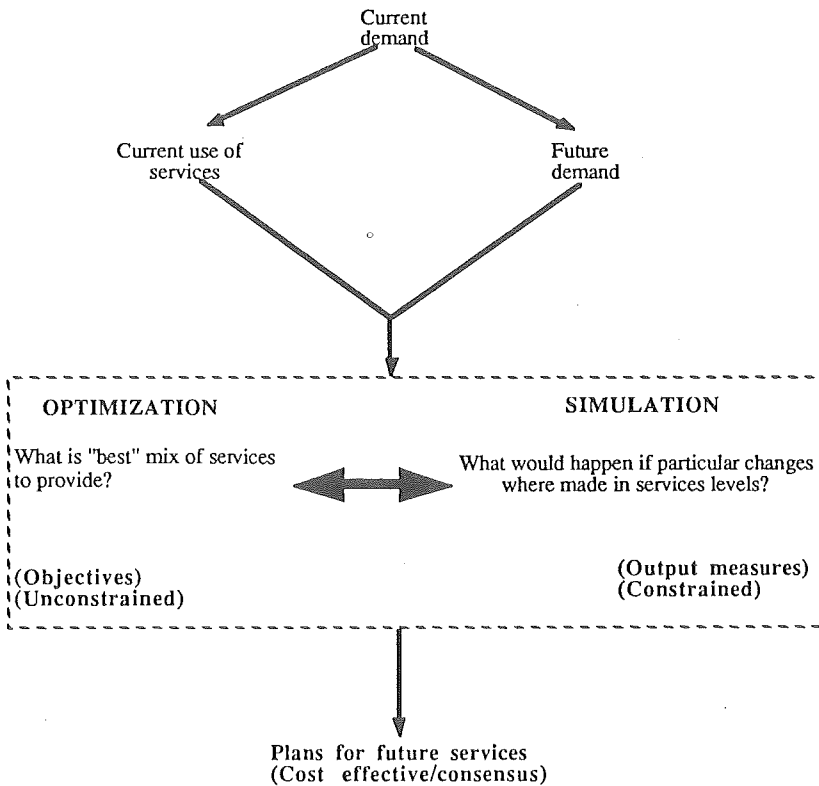 Current
demand
Current use of
services
Future
demand
OPTIMIZATION
SIMULATION
What is "best" mix of services
to provide?
What would happen if particular changes
where made in services levels?
(Objectives)
(Unconstrained)
(Output measures)
(Constrained)
Plans for future services
(Cost effective/consensus)